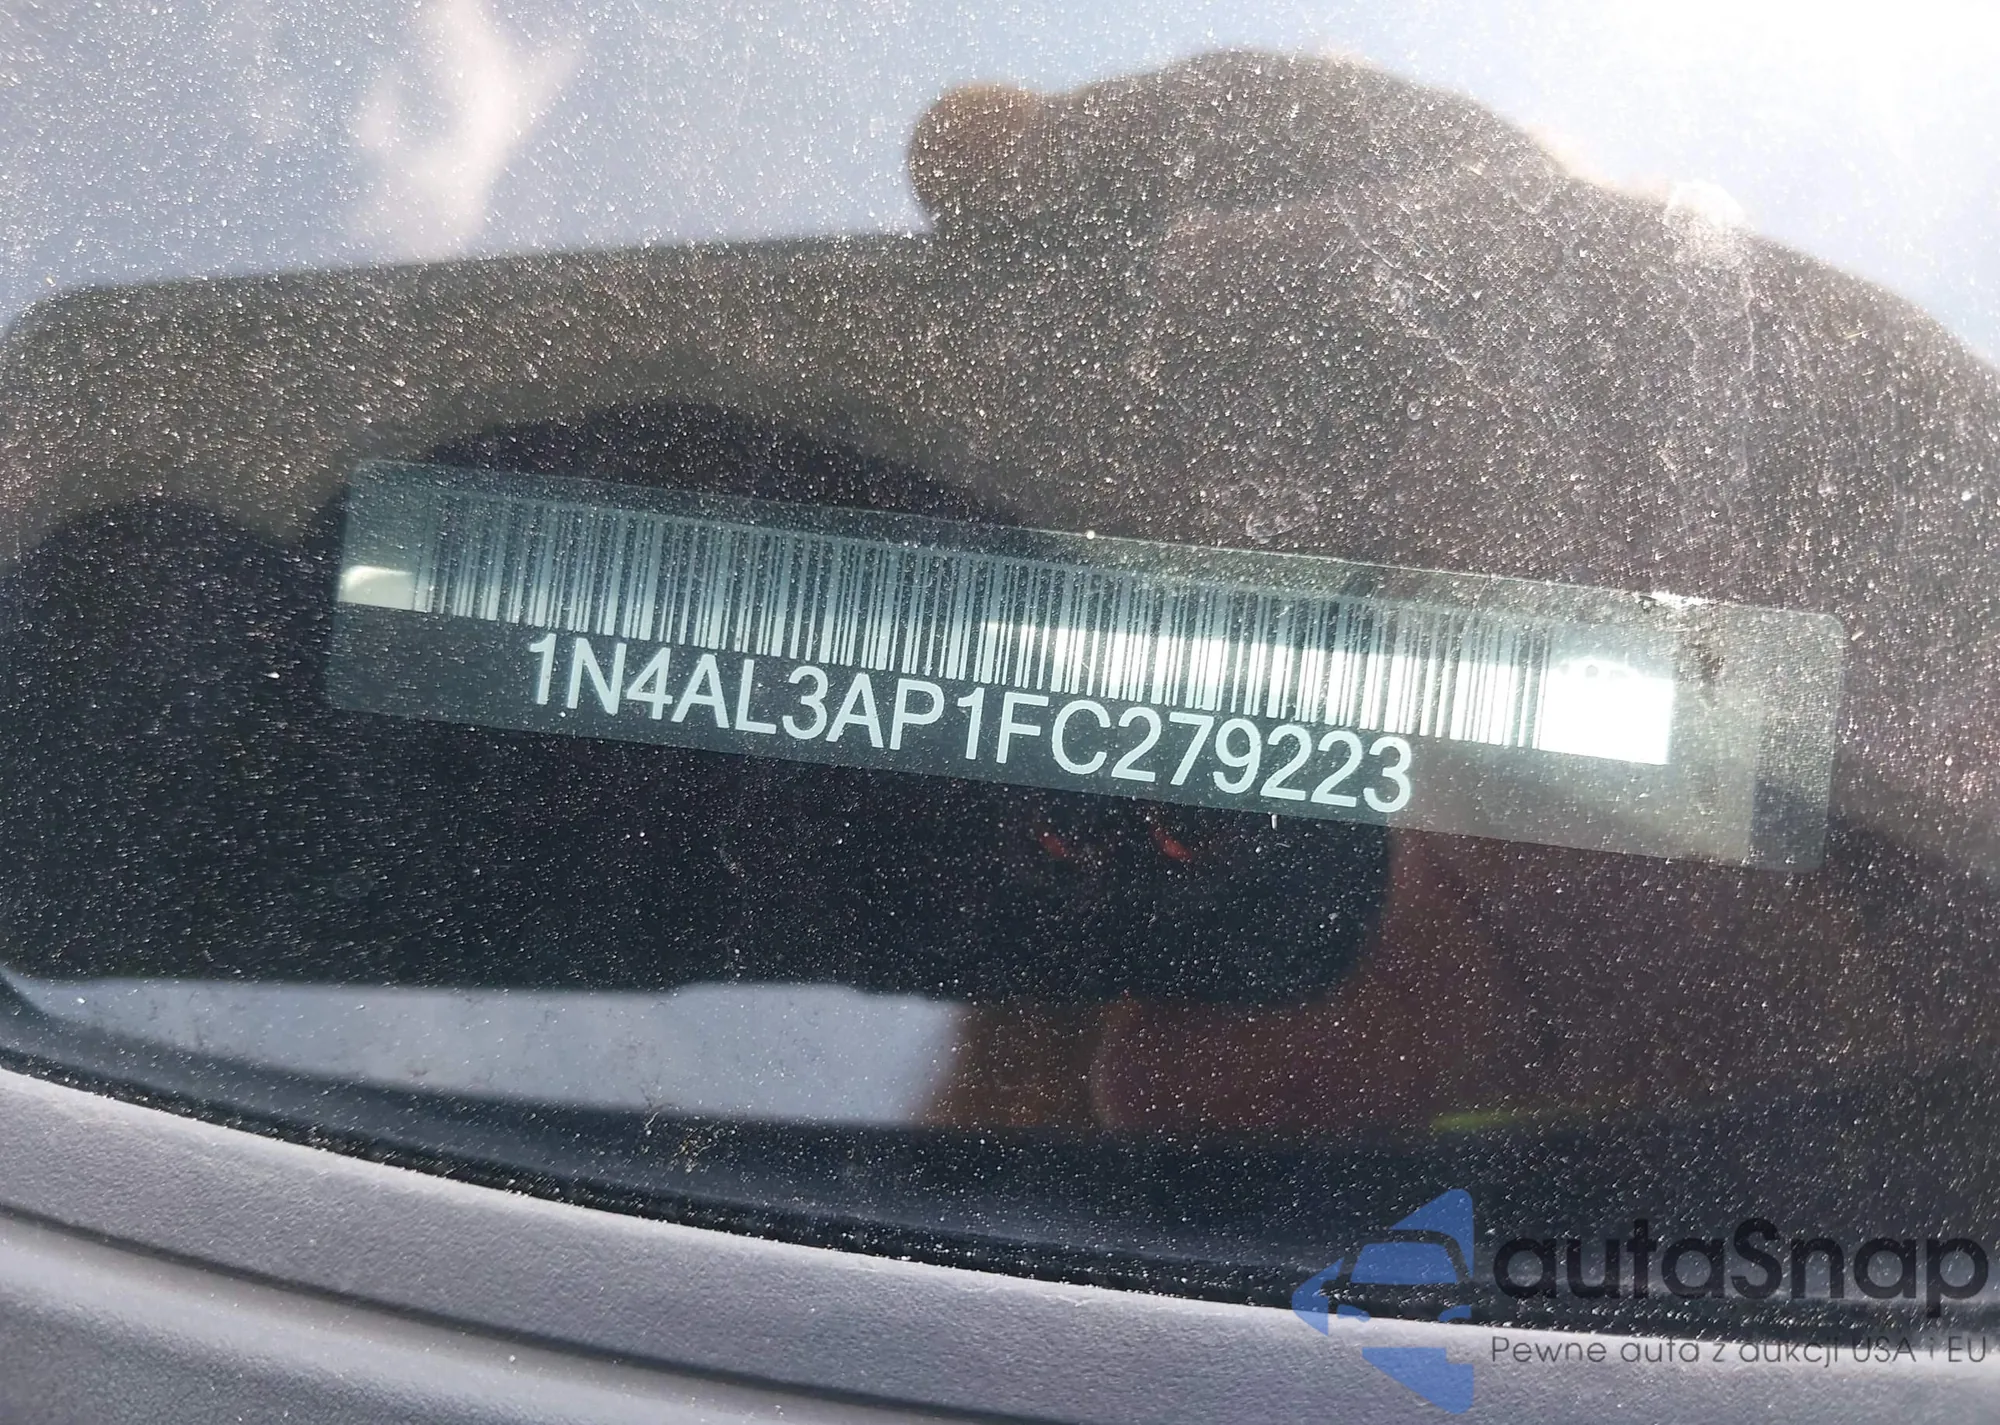 1N4AL3AP1FC279223
autaSnap
Pewne auta z aukcji USA i EU